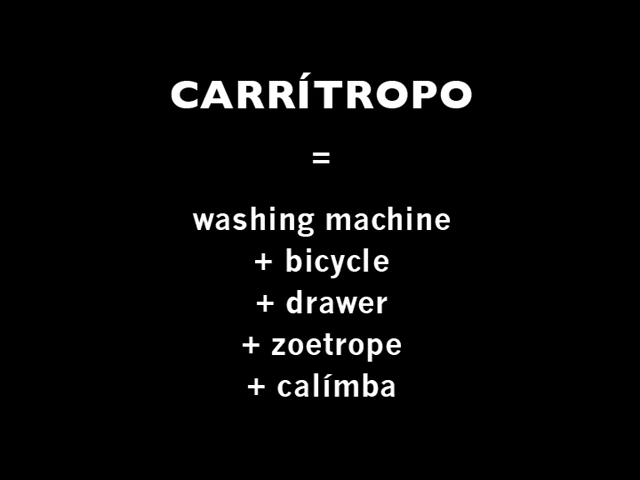 CARRÍTROPO
=
washing machine
+ bicycle
+ drawer
+ zoetrope
+ calímba